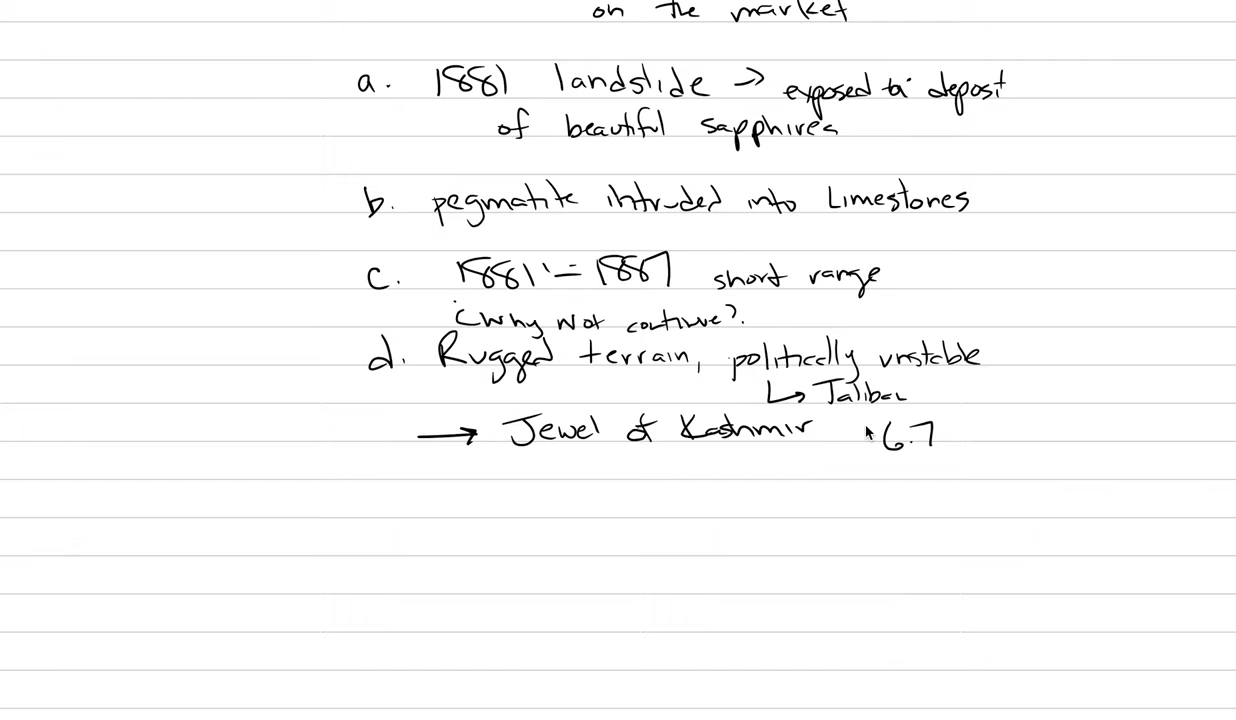 on the market
a. 1881 landslide → exposed a deposit
of beautiful sapphires
b. pegmatite intruded into Limestones
c. 1881 - 1887 short range
¿Why Not continue?
d. Rugged terrain, politically unstable
↳ Taliban
→ Jewel of Kashmir 6.7